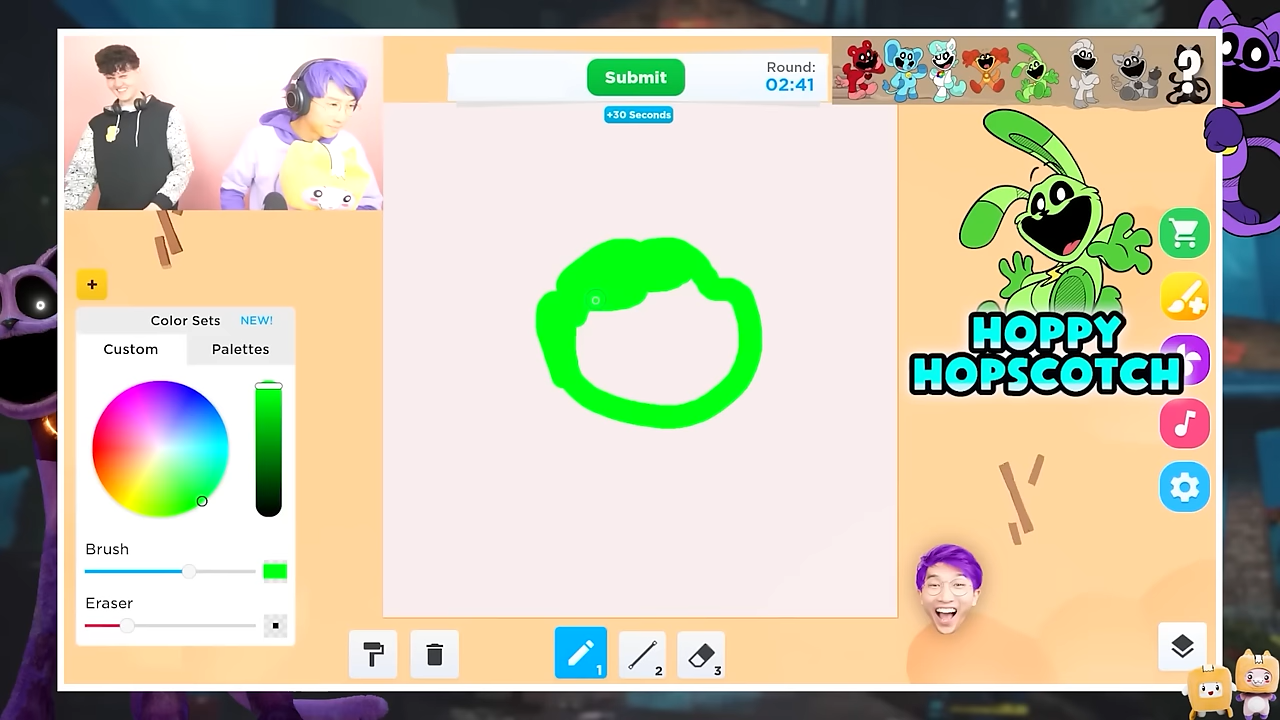 Submit
Round:
02:41
+30 Seconds
?
HOPPY
HOPSCOTCH
+
Color Sets NEW!
Custom Palettes
Brush
Eraser
1
2
3